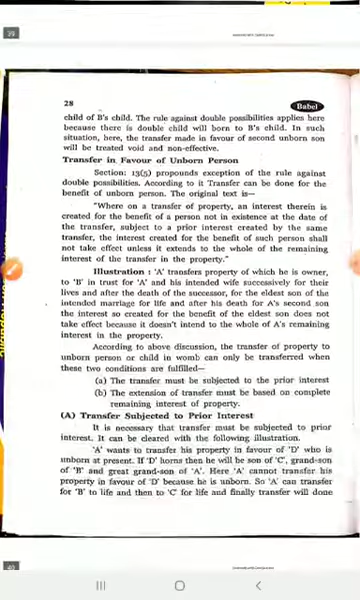 39
28
Babel
child of B's child. The rule against double possibilities applies here
because there is double child will born to B's child. In such
situation, here, the transfer made in favour of second unborn son
will be treated void and non-effective.
Transfer in Favour of Unborn Person
Section: 13(5) propounds exception of the rule against
double possibilities. According to it Transfer can be done for the
benefit of unborn person. The original text is—
"Where on a transfer of property, an interest therein is
created for the benefit of a person not in existence at the date of
the transfer, subject to a prior interest created by the same
transfer, the interest created for the benefit of such person shall
not take effect unless it extends to the whole of the remaining
interest of the transfer in the property."
Illustration : 'A' transfers property of which he is owner,
to 'B' in trust for 'A' and his intended wife successively for their
lives and after the death of the successor, for the eldest son of the
intended marriage for life and after his death for A's second son
the interest so created for the benefit of the eldest son does not
take effect because it doesn't intend to the whole of A's remaining
interest in the property.
According to above discussion, the transfer of property to
unborn person or child in womb can only be transferred when
these two conditions are fulfilled—
(a) The transfer must be subjected to the prior interest
(b) The extension of transfer must be based on complete
remaining interest of property.
(A) Transfer Subjected to Prior Interest
It is necessary that transfer must be subjected to prior
interest. It can be cleared with the following illustration.
'A' wants to transfer his property in favour of 'D' who is
unborn at present. If 'D' borns then he will be son of 'C', grand-son
of 'B' and great grand-son of 'A'. Here 'A' cannot transfer his
property in favour of 'D' because he is unborn. So 'A' can transfer
for 'B' to life and then to 'C' for life and finally transfer will done
40